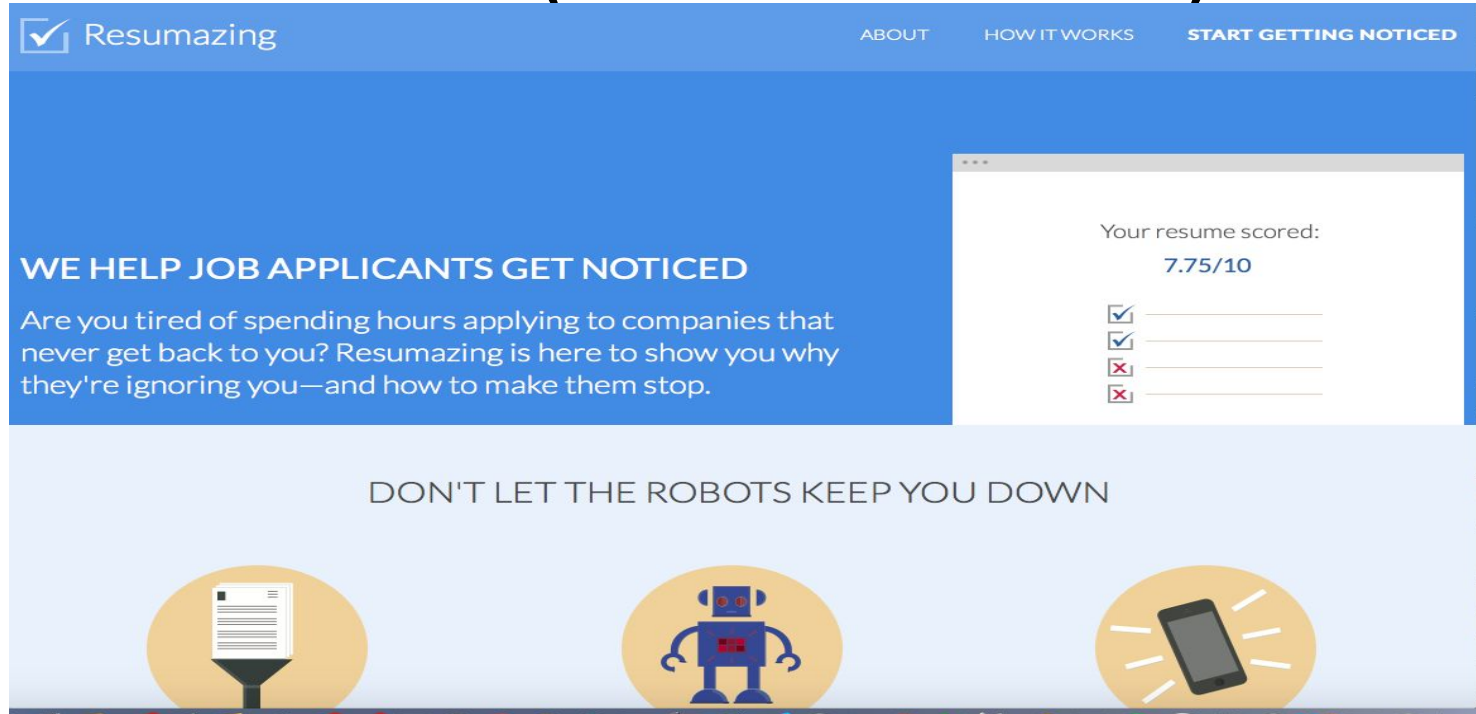 Resumazing
ABOUT HOW IT WORKS START GETTING NOTICED
Your resume scored:
7.75/10
WE HELP JOB APPLICANTS GET NOTICED
Are you tired of spending hours applying to companies that
never get back to you? Resumazing is here to show you why
they're ignoring you—and how to make them stop.
DON'T LET THE ROBOTS KEEP YOU DOWN